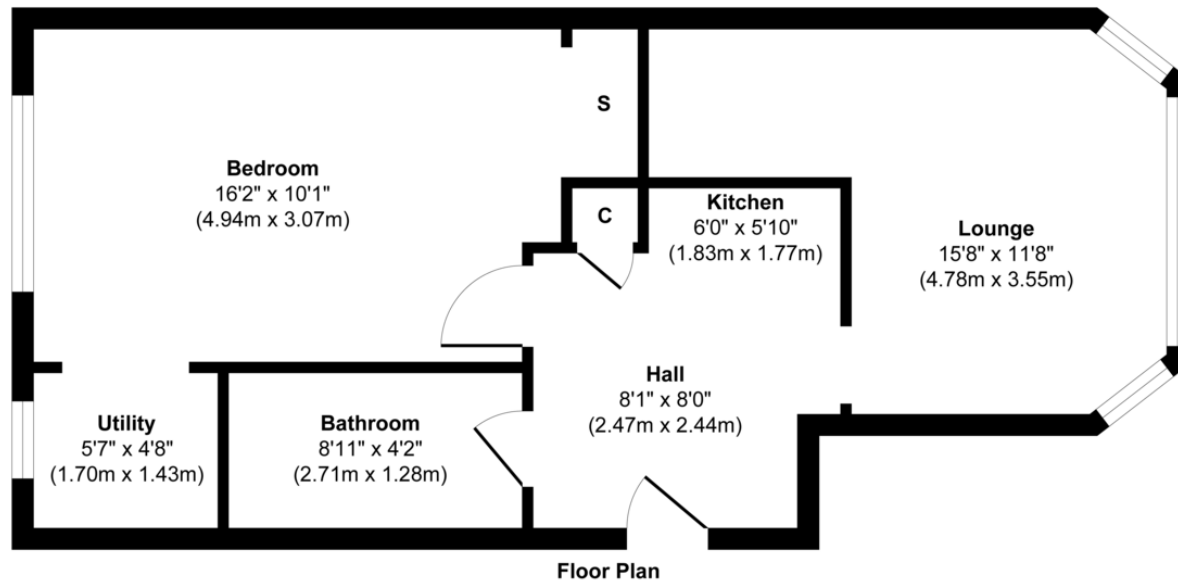 S
Bedroom
16'2" x 10'1"
(4.94m x 3.07m)
C
Kitchen
6'0" x 5'10"
(1.83m x 1.77m)
Lounge
15'8" x 11'8"
(4.78m x 3.55m)
Hall
8'1" x 8'0"
(2.47m x 2.44m)
Utility
5'7" x 4'8"
(1.70m x 1.43m)
Bathroom
8'11" x 4'2"
(2.71m x 1.28m)
Floor Plan